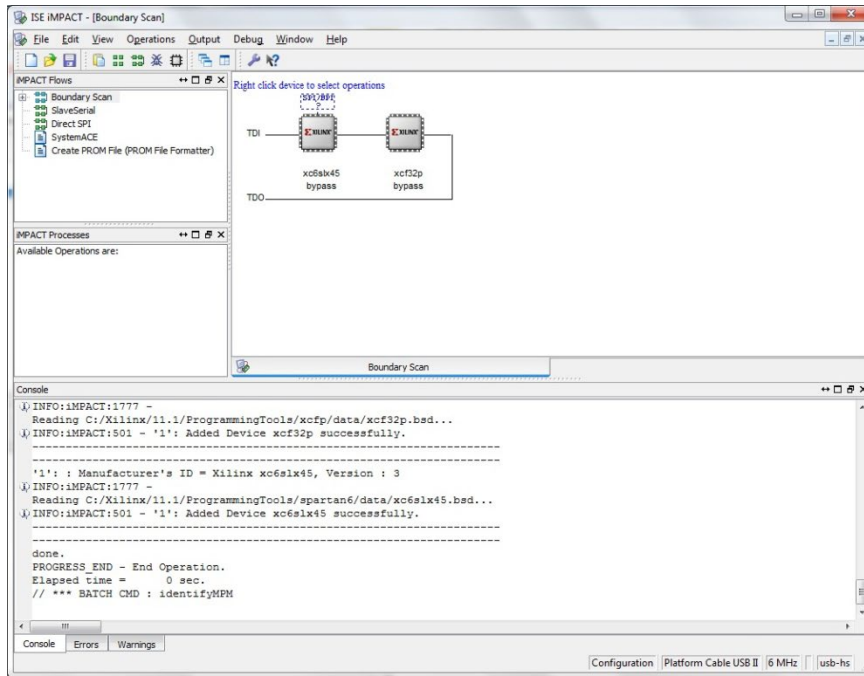 ISE iMPACT - [Boundary Scan]
File Edit View Operations Output Debug Window Help
iMPACT Flows
Boundary Scan
SlaveSerial
Direct SPI
SystemACE
Create PROM File (PROM File Formatter)
Right click device to select operations
SPI/BPI
?
TDI
XILINX XILINX
xc6slx45 xcf32p
bypass bypass
TDO
iMPACT Processes
Available Operations are:
Boundary Scan
Console
INFO:iMPACT:1777 -
Reading C:/Xilinx/11.1/ProgrammingTools/xcfp/data/xcf32p.bsd...
INFO:iMPACT:501 - '1': Added Device xcf32p successfully.
----------------------------------------------------------------------
----------------------------------------------------------------------
'1': : Manufacturer's ID = Xilinx xc6slx45, Version : 3
INFO:iMPACT:1777 -
Reading C:/Xilinx/11.1/ProgrammingTools/spartan6/data/xc6slx45.bsd...
INFO:iMPACT:501 - '1': Added Device xc6slx45 successfully.
----------------------------------------------------------------------
----------------------------------------------------------------------
done.
PROGRESS_END - End Operation.
Elapsed time = 0 sec.
// *** BATCH CMD : identifyMPM
Console Errors Warnings
Configuration Platform Cable USB II 6 MHz usb-hs